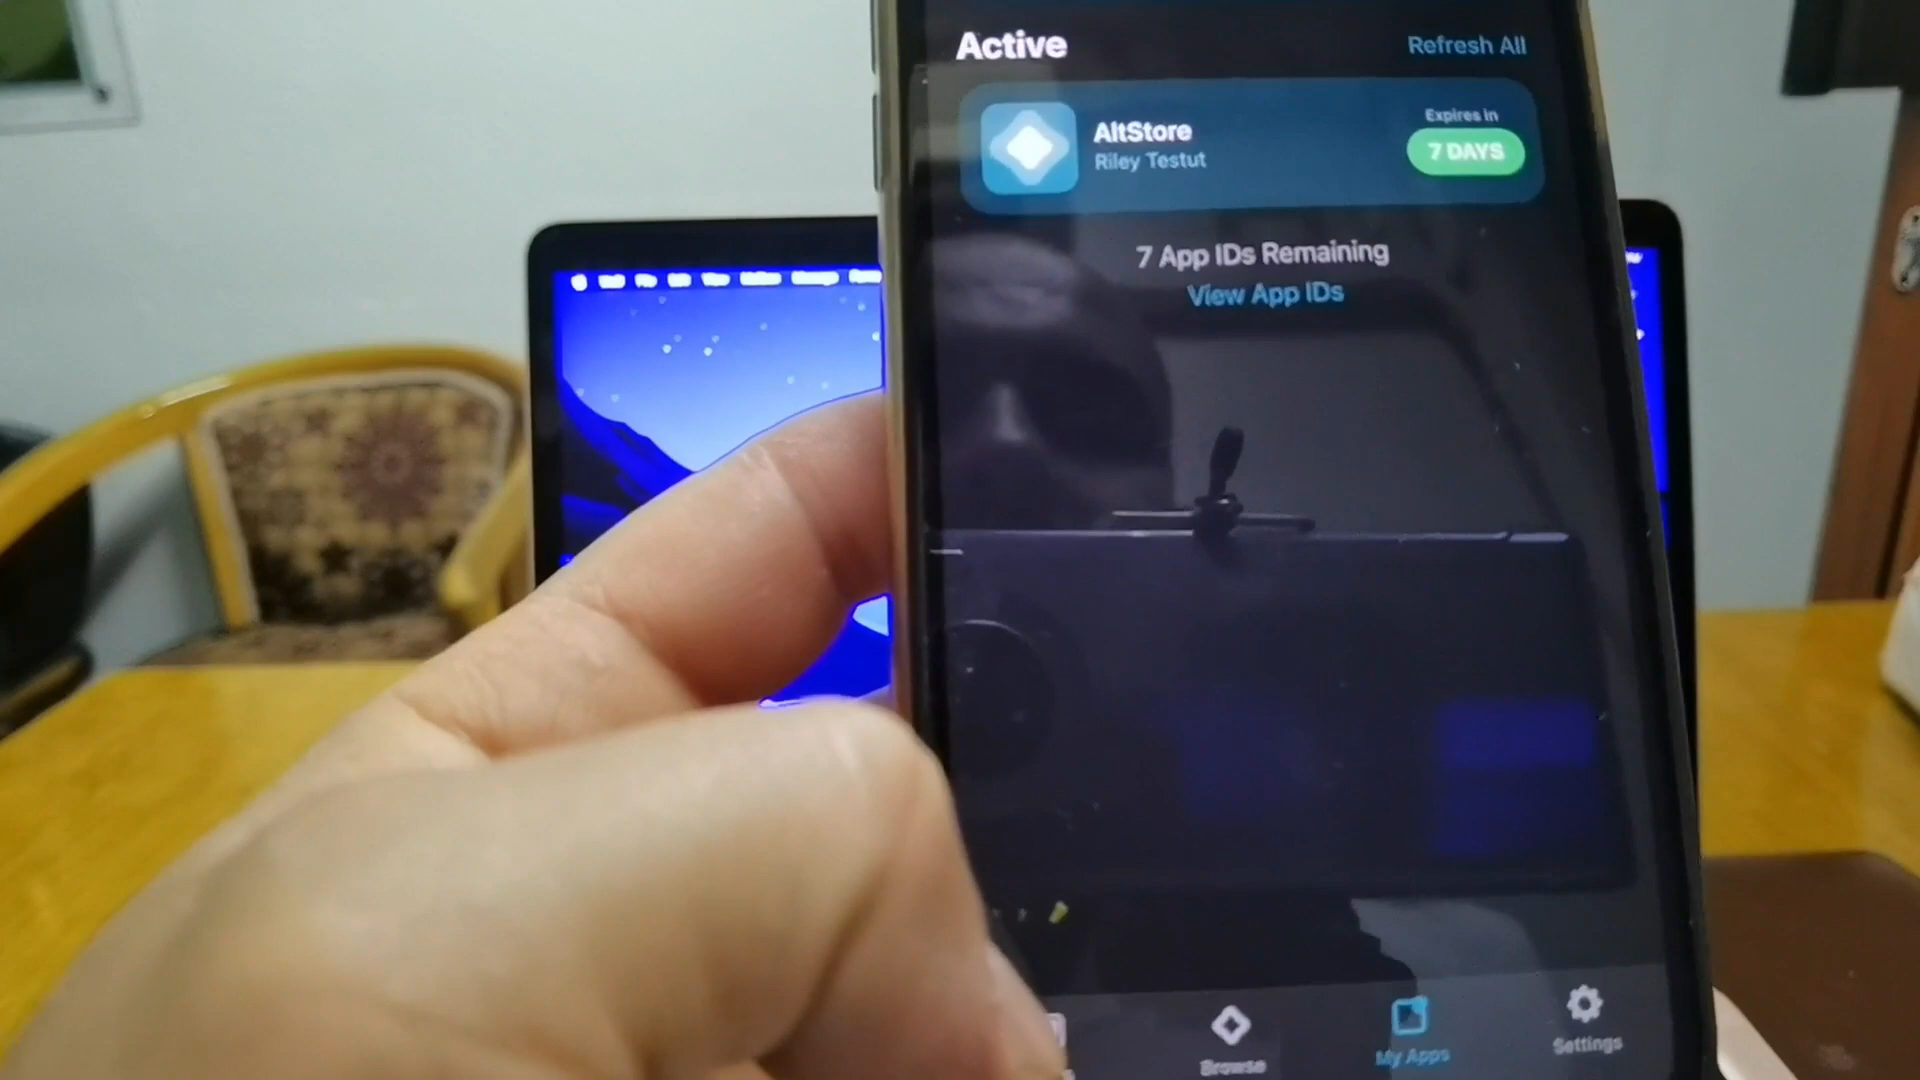 Active
Refresh All
AltStore
Riley Testut
Expires in
7 DAYS
7 App IDs Remaining
View App IDs
Browse
My Apps
Settings